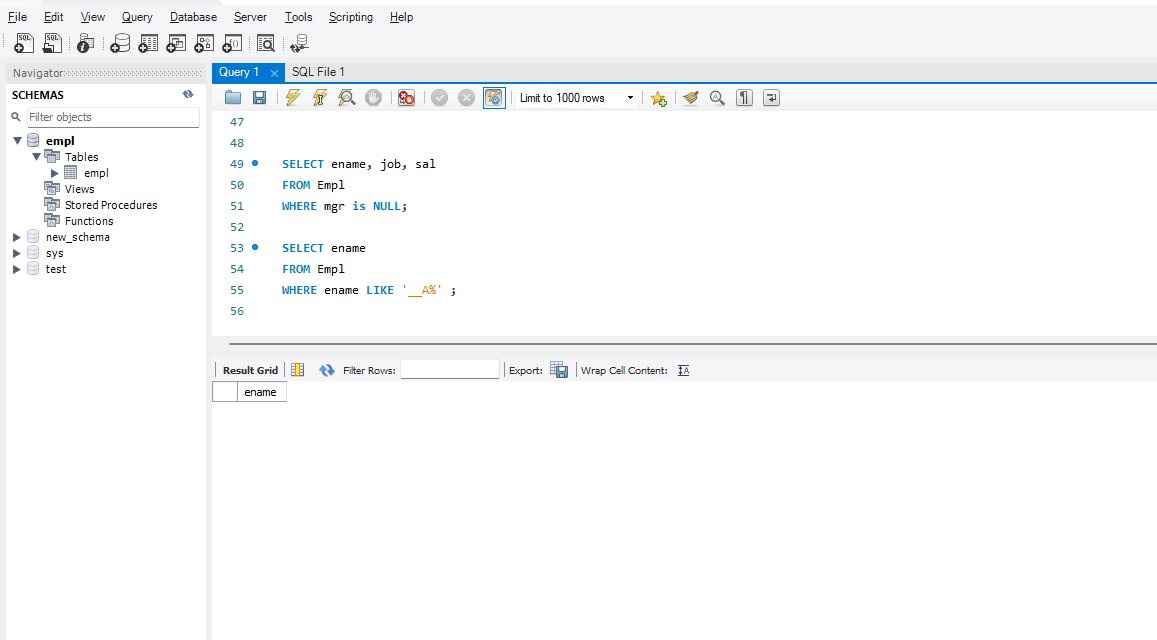 File Edit View Query Database Server Tools Scripting Help
Navigator
SCHEMAS
Filter objects
empl
Tables
empl
Views
Stored Procedures
Functions
new_schema
sys
test
Query 1 SQL File 1
Limit to 1000 rows
47
48
49 SELECT ename, job, sal
50 FROM Empl
51 WHERE mgr is NULL;
52
53 SELECT ename
54 FROM Empl
55 WHERE ename LIKE '__A%' ;
56
Result Grid Filter Rows: Export: Wrap Cell Content:
ename